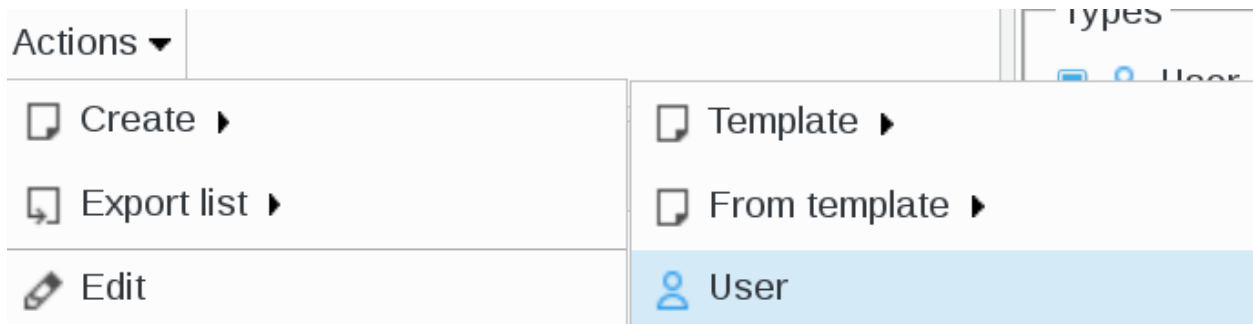 Types
Actions
User
Create
Template
Export list
From template
Edit
User